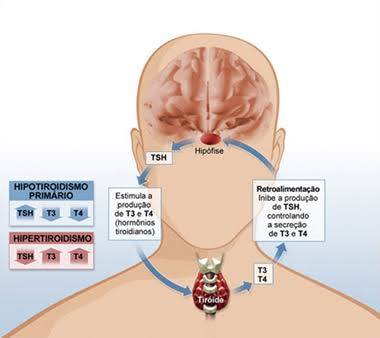 Hipófise
TSH
Estimula a
produção
de T3 e T4
(hormônios
tiroidianos)
Retroalimentação
Inibe a produção
de TSH,
controlando
a secreção
de T3 e T4
T3
T4
Tiróide
HIPOTIROIDISMO
PRIMÁRIO
TSH T3 T4
HIPERTIROIDISMO
TSH T3 T4